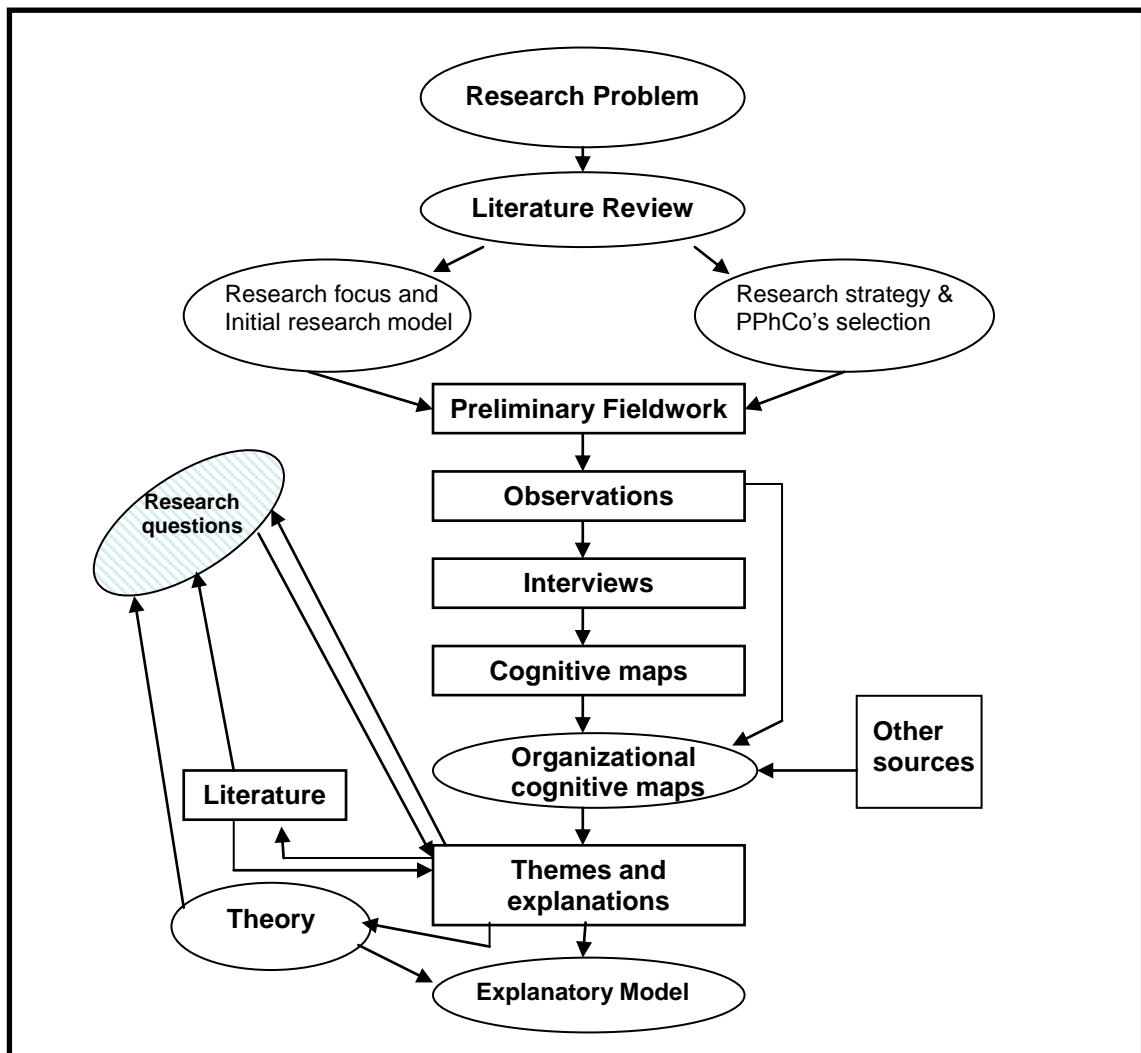 Research Problem
Literature Review
Research focus and
Initial research model
Research strategy &
PPhCo's selection
Preliminary Fieldwork
Observations
Research
questions
Interviews
Cognitive maps
Organizational
cognitive maps
Other
sources
Literature
Themes and
explanations
Theory
Explanatory Model